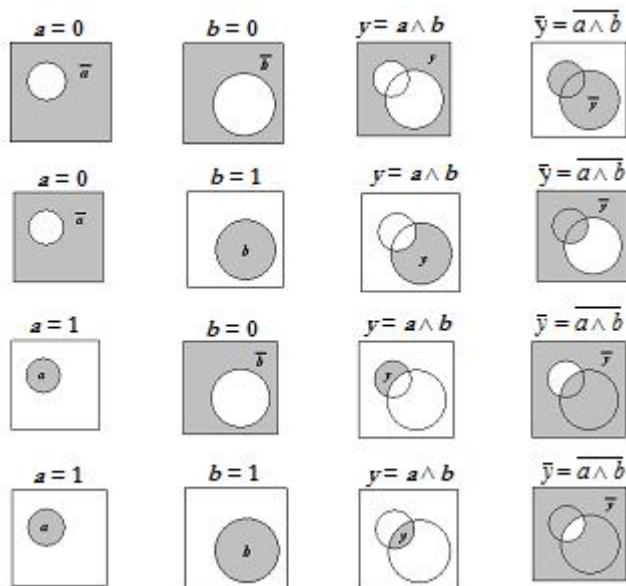 a = 0 b = 0 y = a ∧ b y̅ = a̅ ∧̅ b̅
a̅ b̅ y y̅
a = 0 b = 1 y = a ∧ b y̅ = a̅ ∧̅ b̅
a̅ b y y̅
a = 1 b = 0 y = a ∧ b y̅ = a̅ ∧̅ b̅
a b̅ y y̅
a = 1 b = 1 y = a ∧ b y̅ = a̅ ∧̅ b̅
a b y y̅